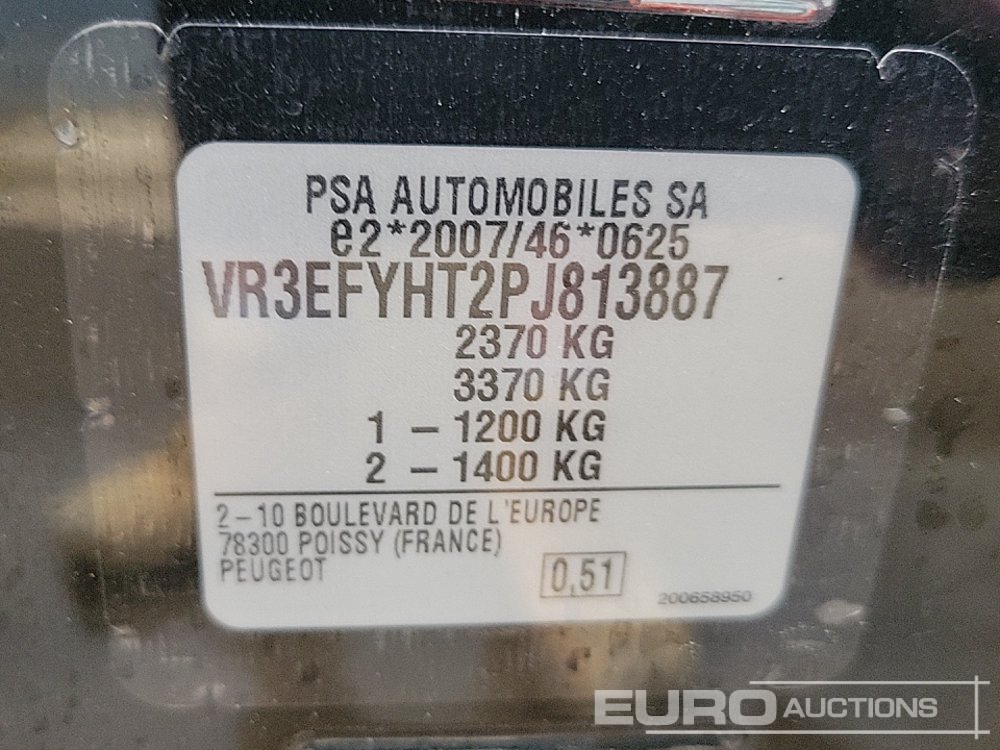 PSA AUTOMOBILES SA
e2*2007/46*0625
VR3EFYHT2PJ813887
2370 KG
3370 KG
1 - 1200 KG
2 - 1400 KG
2-10 BOULEVARD DE L'EUROPE
78300 POISSY (FRANCE)
PEUGEOT
0,51
200658950
EURO AUCTIONS